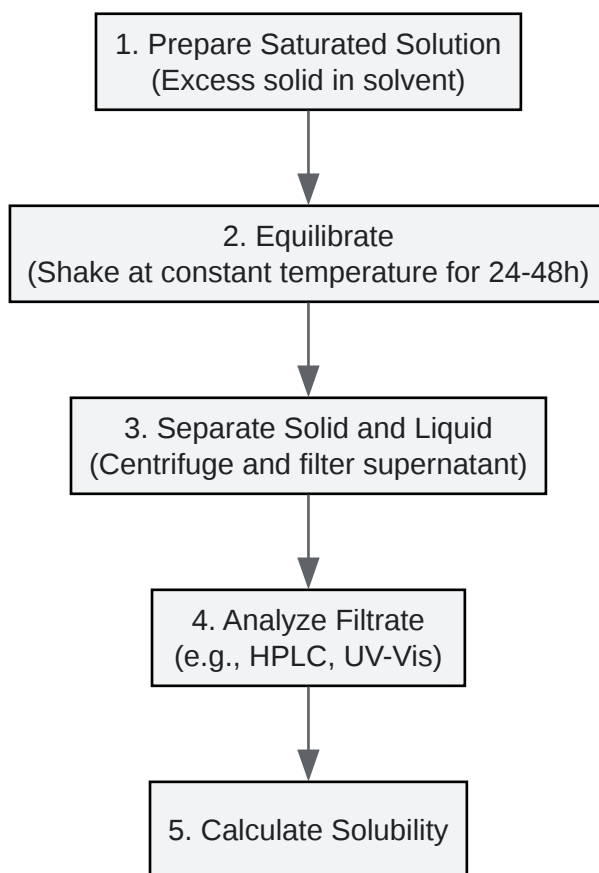 1. Prepare Saturated Solution
(Excess solid in solvent)
2. Equilibrate
(Shake at constant temperature for 24-48h)
3. Separate Solid and Liquid
(Centrifuge and filter supernatant)
4. Analyze Filtrate
(e.g., HPLC, UV-Vis)
5. Calculate Solubility